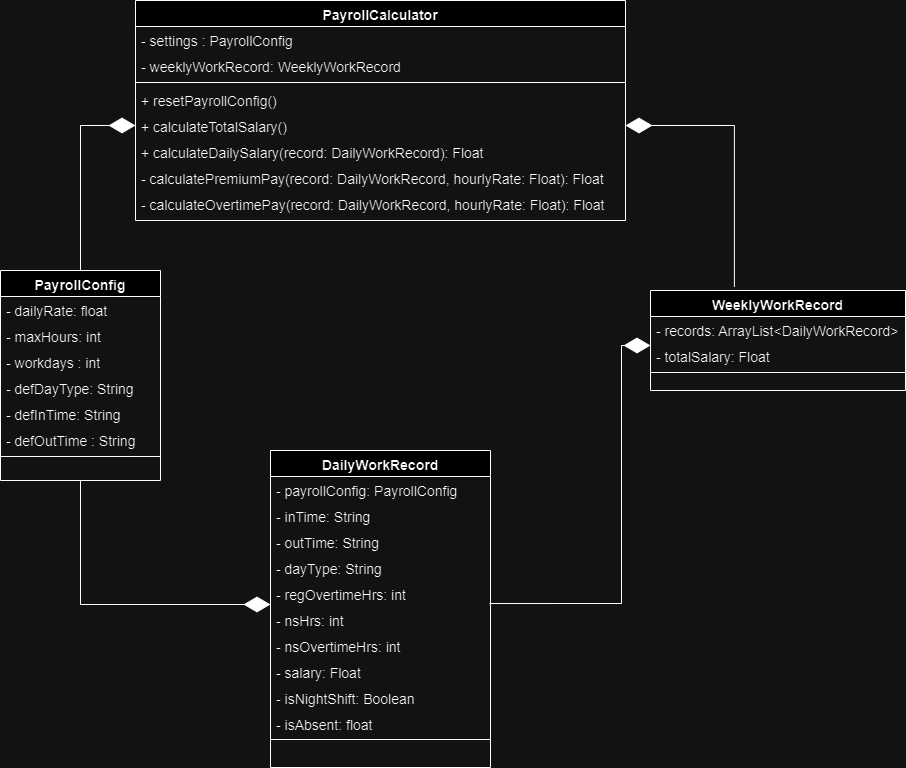 PayrollCalculator
- settings : PayrollConfig
- weeklyWorkRecord: WeeklyWorkRecord
+ resetPayrollConfig()
+ calculateTotalSalary()
+ calculateDailySalary(record: DailyWorkRecord): Float
- calculatePremiumPay(record: DailyWorkRecord, hourlyRate: Float): Float
- calculateOvertimePay(record: DailyWorkRecord, hourlyRate: Float): Float
PayrollConfig
- dailyRate: float
- maxHours: int
- workdays : int
- defDayType: String
- defInTime: String
- defOutTime : String
WeeklyWorkRecord
- records: ArrayList<DailyWorkRecord>
- totalSalary: Float
DailyWorkRecord
- payrollConfig: PayrollConfig
- inTime: String
- outTime: String
- dayType: String
- regOvertimeHrs: int
- nsHrs: int
- nsOvertimeHrs: int
- salary: Float
- isNightShift: Boolean
- isAbsent: float